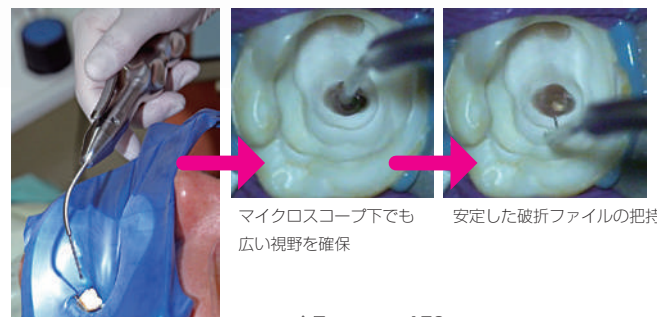 マイクロスコープ下でも
広い視野を確保
安定した破折ファイルの把持